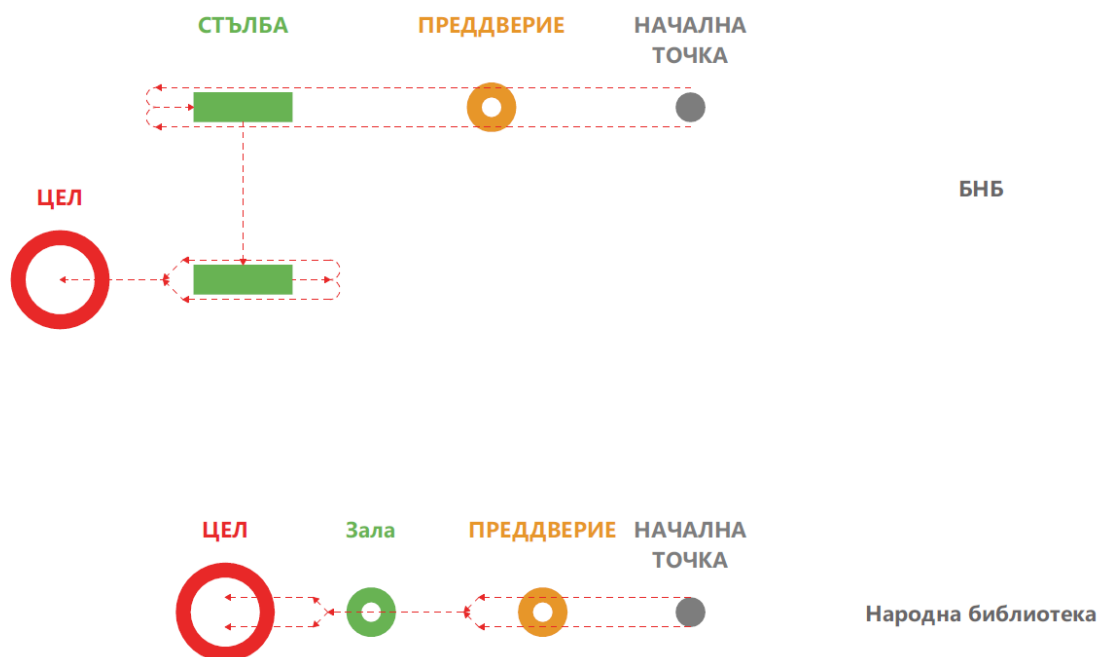 СТЪЛБА
ПРЕДДВЕРИЕ
НАЧАЛНА
ТОЧКА
БНБ
ЦЕЛ
ЦЕЛ
Зала
ПРЕДДВЕРИЕ
НАЧАЛНА
ТОЧКА
Народна библиотека